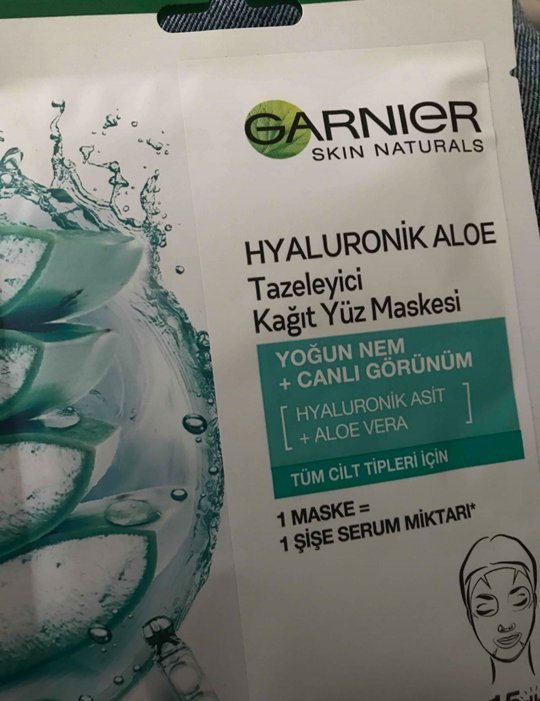 GARNIER
SKIN NATURALS
HYALURONİK ALOE
Tazeleyici
Kağıt Yüz Maskesi
YOĞUN NEM
+ CANLI GÖRÜNÜM
[ HYALURONİK ASİT
+ ALOE VERA ]
TÜM CİLT TİPLERİ İÇİN
1 MASKE =
1 ŞİŞE SERUM MİKTARI*